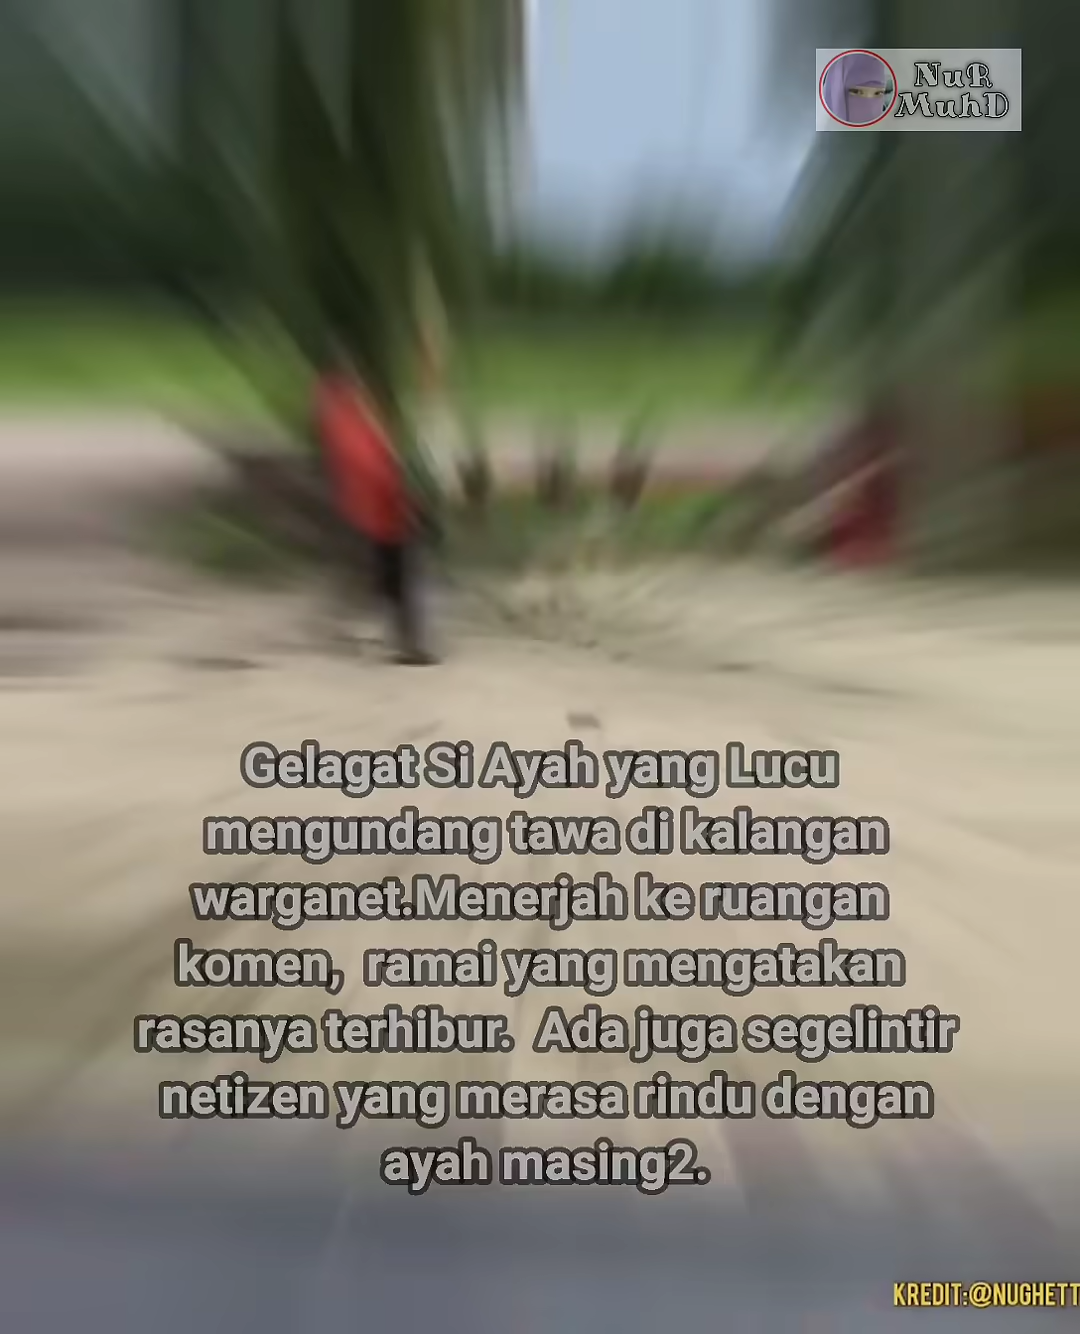 NuR
MuhD
Gelagat Si Ayah yang Lucu
mengundang tawa di kalangan
warganet.Menerjah ke ruangan
komen, ramai yang mengatakan
rasanya terhibur. Ada juga segelintir
netizen yang merasa rindu dengan
ayah masing2.
KREDIT:@NUGHETT